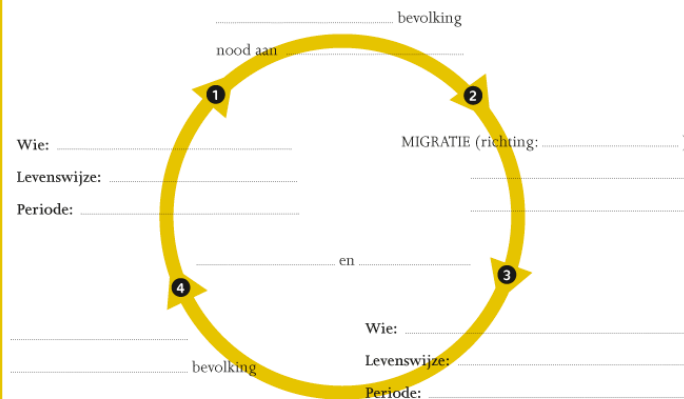 bevolking
nood aan
1
2
Wie:
MIGRATIE (richting:
Levenswijze:
Periode:
en
3
4
Wie:
Levenswijze:
bevolking
Periode: